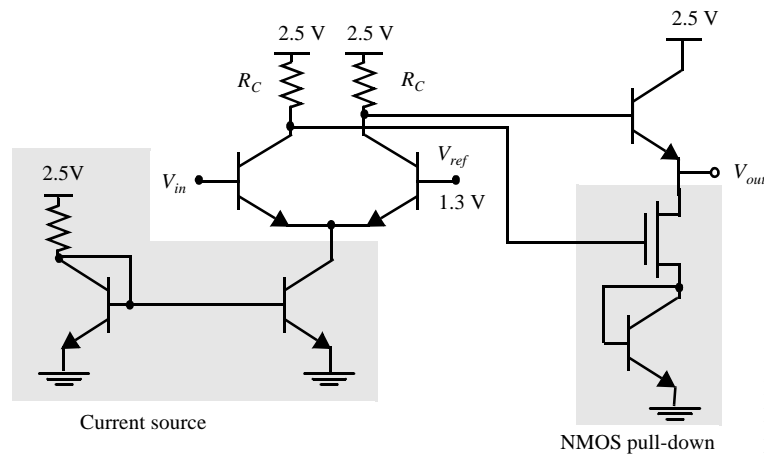 2.5 V
2.5 V
2.5 V
R_C
R_C
2.5V
V_in
V_ref
1.3 V
V_out
Current source
NMOS pull-down